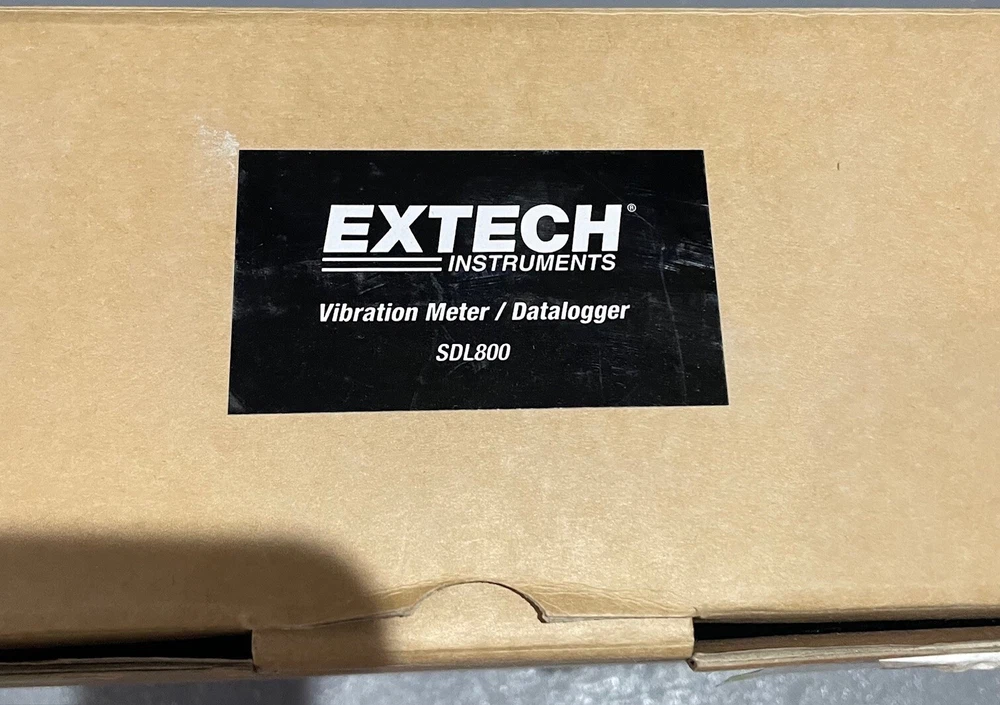 EXTECH®
INSTRUMENTS
Vibration Meter / Datalogger
SDL800